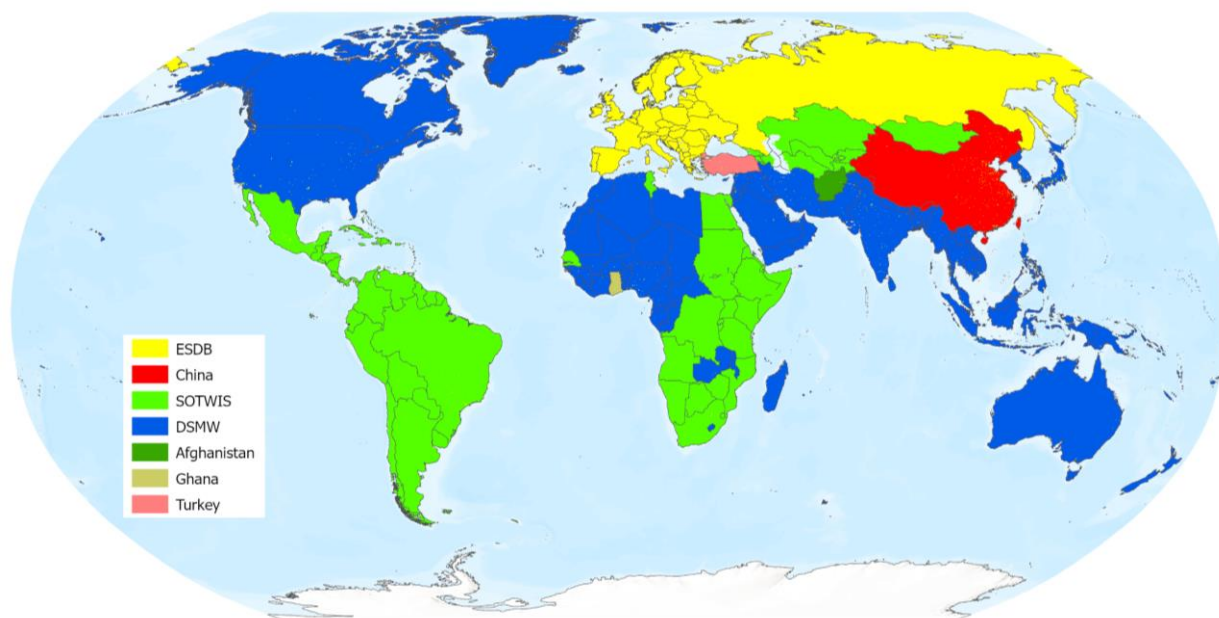 ESDB
China
SOTWIS
DSMW
Afghanistan
Ghana
Turkey